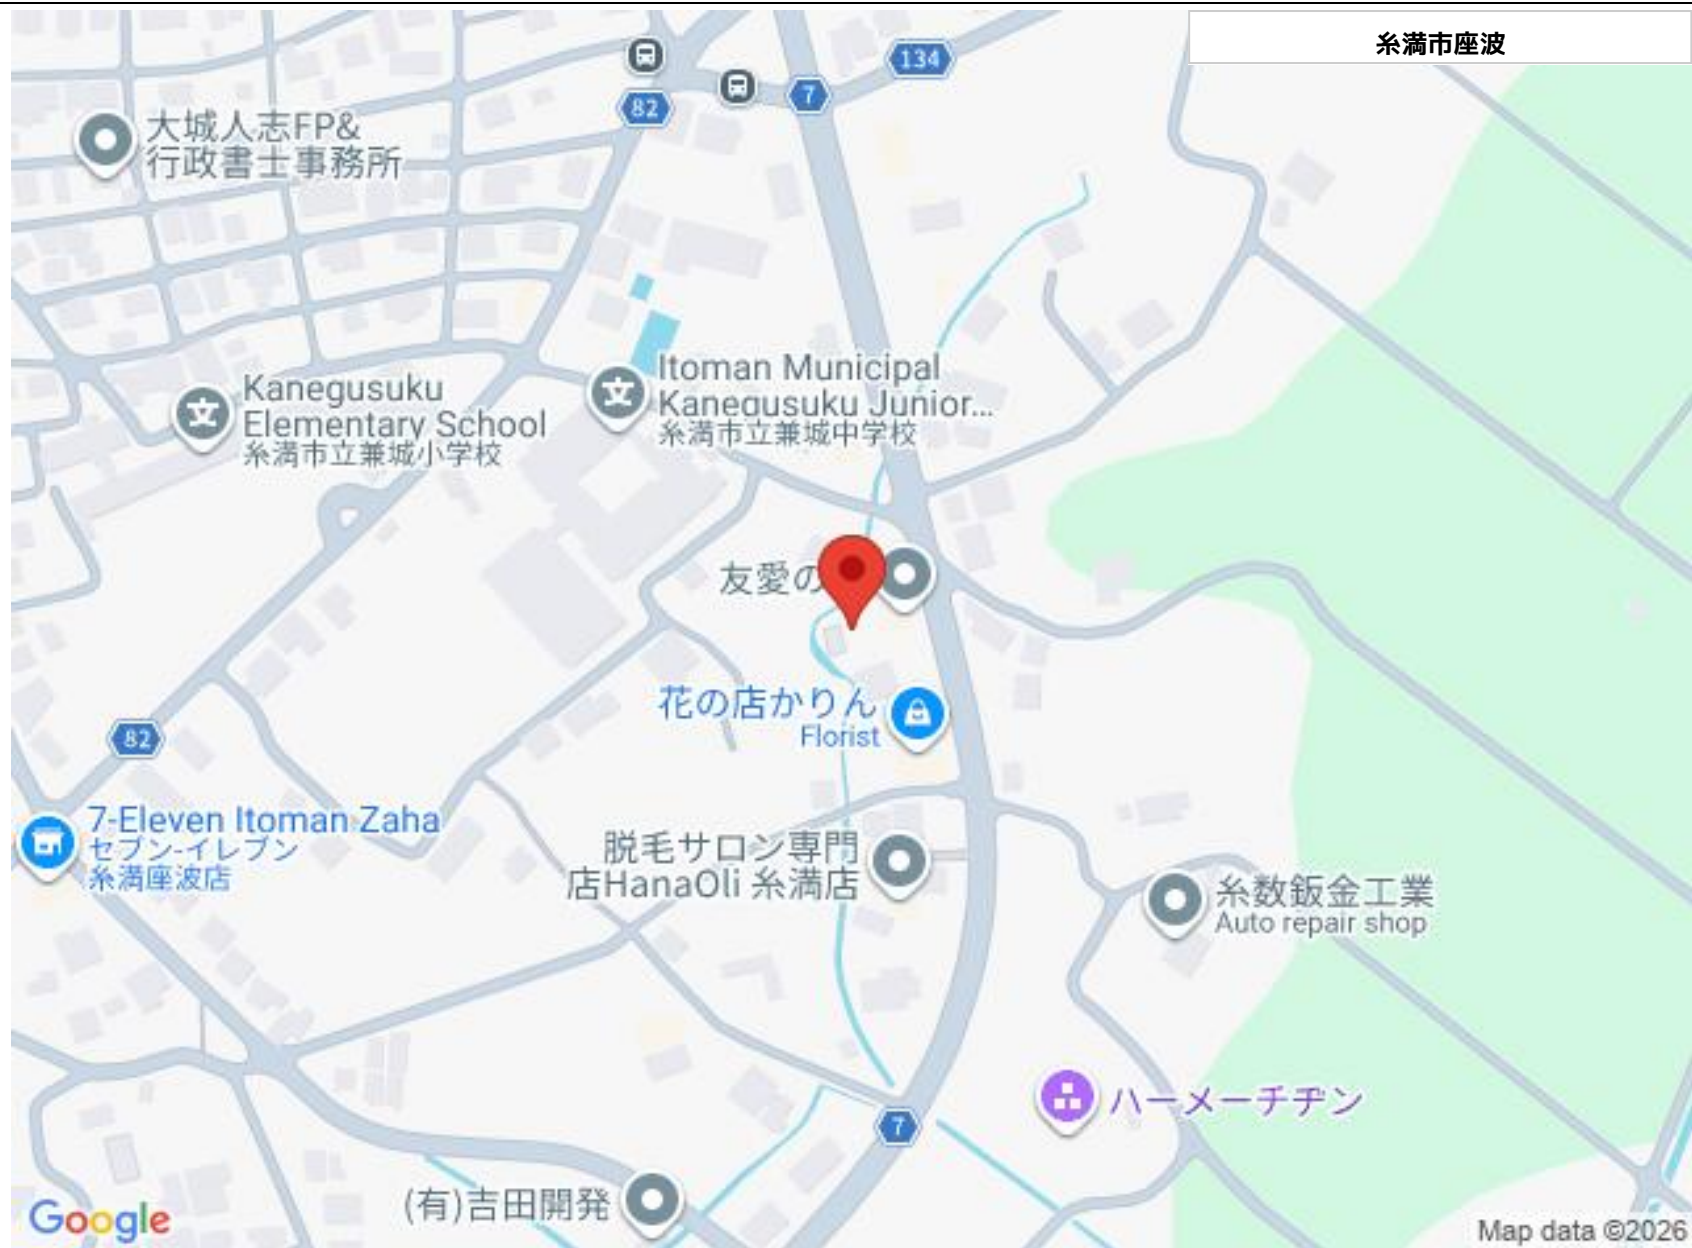 糸満市座波
134
7
82
大城人志FP&
行政書士事務所
Itoman Municipal
Kanegusuku Junior...
糸満市立兼城中学校
Kanegusuku
Elementary School
糸満市立兼城小学校
友愛の
花の店かりん
Florist
82
7-Eleven Itoman Zaha
セブン-イレブン
糸満座波店
脱毛サロン専門
店HanaOli 糸満店
糸数鈑金工業
Auto repair shop
ハーメーチヂン
7
(有)吉田開発
Google
Map data ©2026